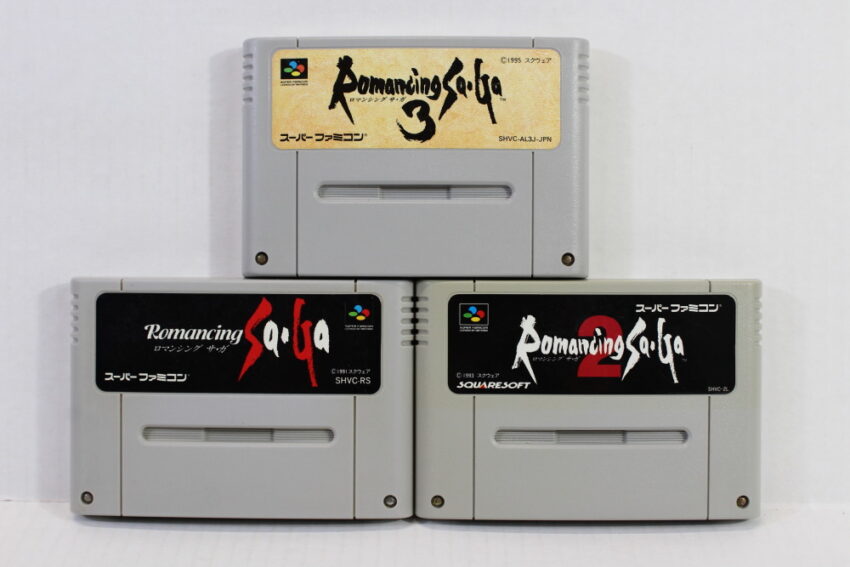 ©1995 スクウェア
Romancing Sa·Ga™
ロマンシング サ・ガ
3
スーパーファミコン
SHVC-AL3J-JPN
Romancing Sa·Ga
ロマンシング サ・ガ
©1991 スクウェア
SHVC-RS
スーパーファミコン
スーパーファミコン
Romancing Sa·Ga™
2
ロマンシング サ・ガ
©1993 スクウェア
SQUARESOFT
SHVC-ZL